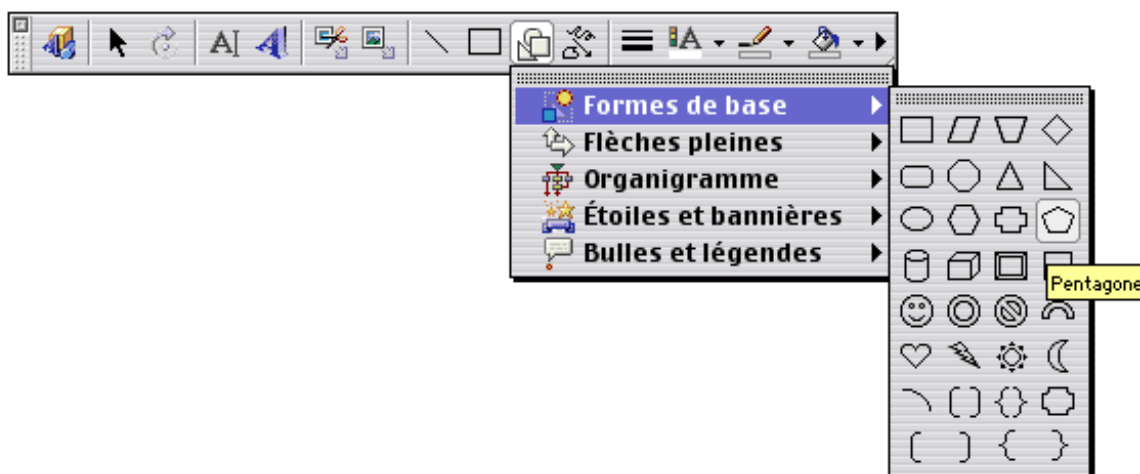 Formes de base
Flèches pleines
Organigramme
Étoiles et bannières
Bulles et légendes
Pentagone